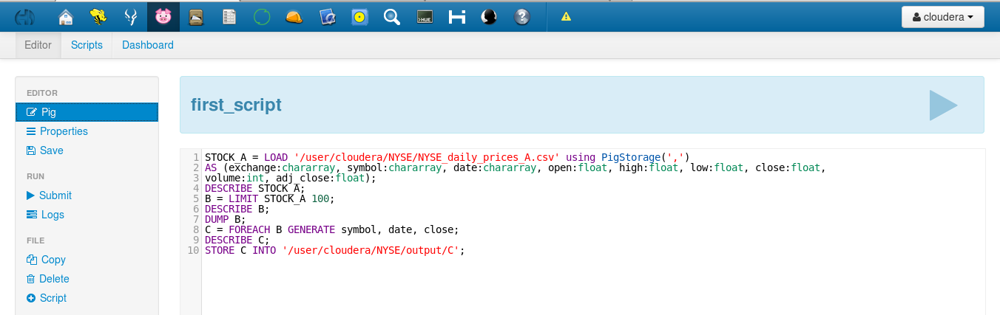 HUE
cloudera
Editor Scripts Dashboard
EDITOR
Pig
Properties
Save
RUN
Submit
Logs
FILE
Copy
Delete
Script
first_script
1 STOCK_A = LOAD '/user/cloudera/NYSE/NYSE_daily_prices_A.csv' using PigStorage(',')
2 AS (exchange:chararray, symbol:chararray, date:chararray, open:float, high:float, low:float, close:float,
3 volume:int, adj_close:float);
4 DESCRIBE STOCK_A;
5 B = LIMIT STOCK_A 100;
6 DESCRIBE B;
7 DUMP B;
8 C = FOREACH B GENERATE symbol, date, close;
9 DESCRIBE C;
10 STORE C INTO '/user/cloudera/NYSE/output/C';